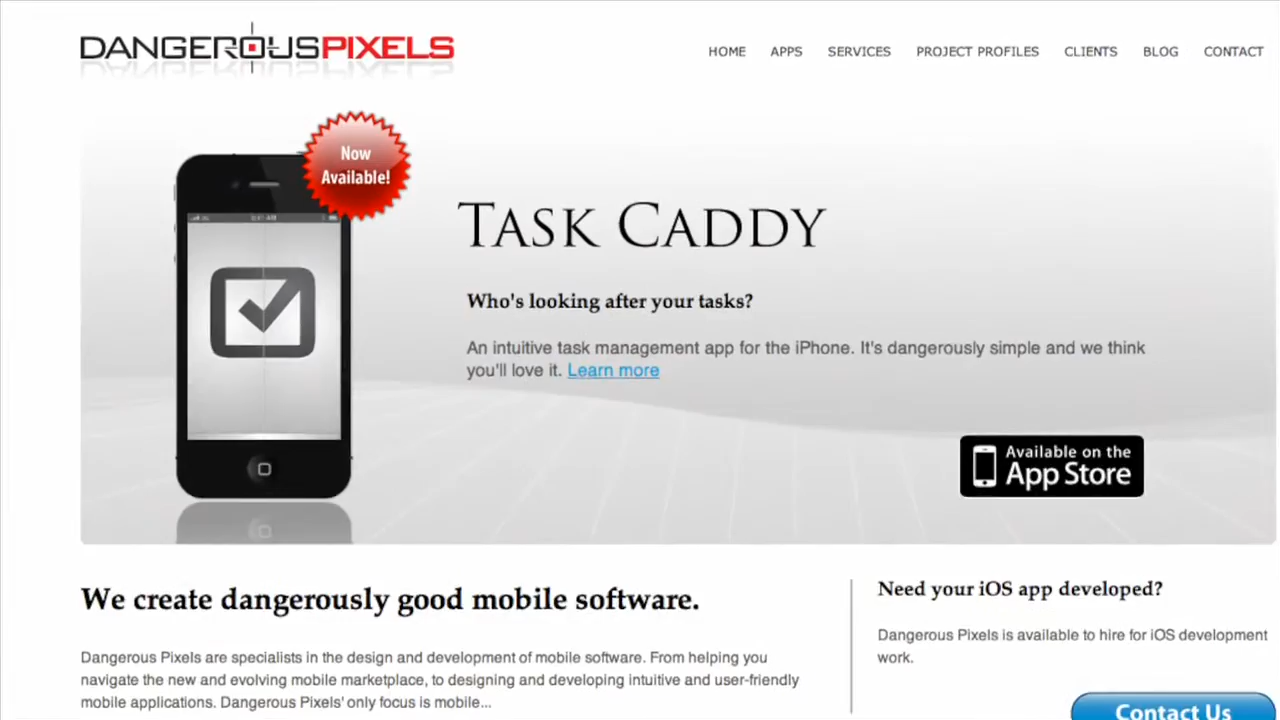 DANGEROUSPIXELS
HOME APPS SERVICES PROJECT PROFILES CLIENTS BLOG CONTACT
Now
Available!
TASK CADDY
Who's looking after your tasks?
An intuitive task management app for the iPhone. It's dangerously simple and we think
you'll love it. Learn more
Available on the
App Store
We create dangerously good mobile software.
Dangerous Pixels are specialists in the design and development of mobile software. From helping you
navigate the new and evolving mobile marketplace, to designing and developing intuitive and user-friendly
mobile applications. Dangerous Pixels' only focus is mobile...
Need your iOS app developed?
Dangerous Pixels is available to hire for iOS development
work.
Contact Us